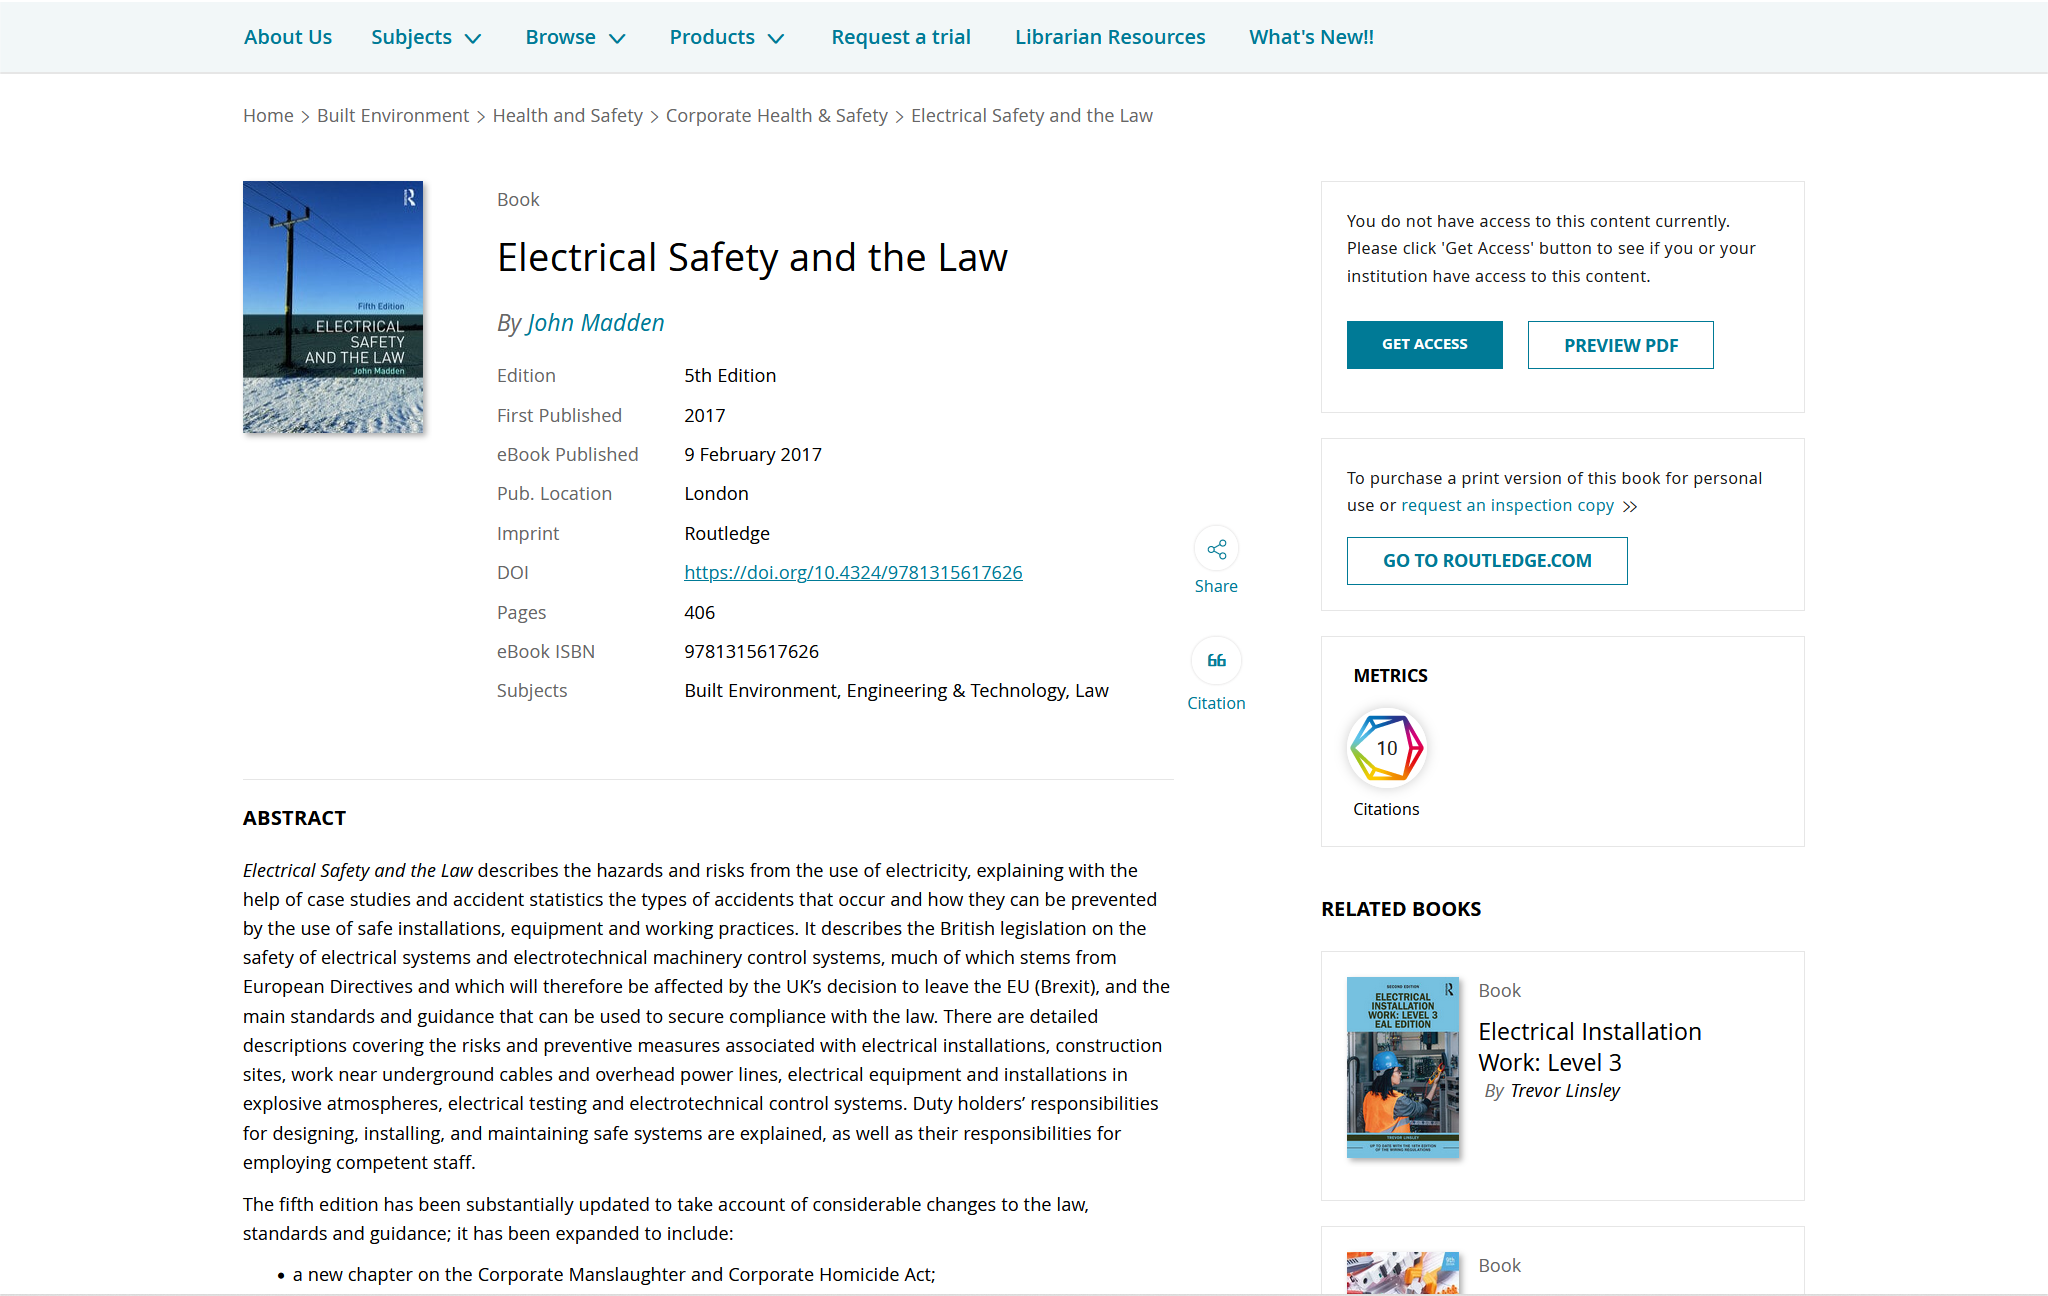 About Us Subjects Browse Products Request a trial Librarian Resources What's New!!
Home > Built Environment > Health and Safety > Corporate Health & Safety > Electrical Safety and the Law
R
Fifth Edition
ELECTRICAL
SAFETY
AND THE LAW
John Madden
Book
Electrical Safety and the Law
By John Madden
Edition 5th Edition
First Published 2017
eBook Published 9 February 2017
Pub. Location London
Imprint Routledge
DOI https://doi.org/10.4324/9781315617626
Pages 406
eBook ISBN 9781315617626
Subjects Built Environment, Engineering & Technology, Law
Share
Citation
ABSTRACT
Electrical Safety and the Law describes the hazards and risks from the use of electricity, explaining with the
help of case studies and accident statistics the types of accidents that occur and how they can be prevented
by the use of safe installations, equipment and working practices. It describes the British legislation on the
safety of electrical systems and electrotechnical machinery control systems, much of which stems from
European Directives and which will therefore be affected by the UK’s decision to leave the EU (Brexit), and the
main standards and guidance that can be used to secure compliance with the law. There are detailed
descriptions covering the risks and preventive measures associated with electrical installations, construction
sites, work near underground cables and overhead power lines, electrical equipment and installations in
explosive atmospheres, electrical testing and electrotechnical control systems. Duty holders’ responsibilities
for designing, installing, and maintaining safe systems are explained, as well as their responsibilities for
employing competent staff.
The fifth edition has been substantially updated to take account of considerable changes to the law,
standards and guidance; it has been expanded to include:
• a new chapter on the Corporate Manslaughter and Corporate Homicide Act;
You do not have access to this content currently.
Please click 'Get Access' button to see if you or your
institution have access to this content.
GET ACCESS PREVIEW PDF
To purchase a print version of this book for personal
use or request an inspection copy >>
GO TO ROUTLEDGE.COM
METRICS
10
Citations
RELATED BOOKS
SECOND EDITION
R
ELECTRICAL
INSTALLATION
WORK: LEVEL 3
EAL EDITION
TREVOR LINSLEY
UP TO DATE WITH THE 18TH EDITION
OF THE WIRING REGULATIONS
Book
Electrical Installation
Work: Level 3
By Trevor Linsley
Book